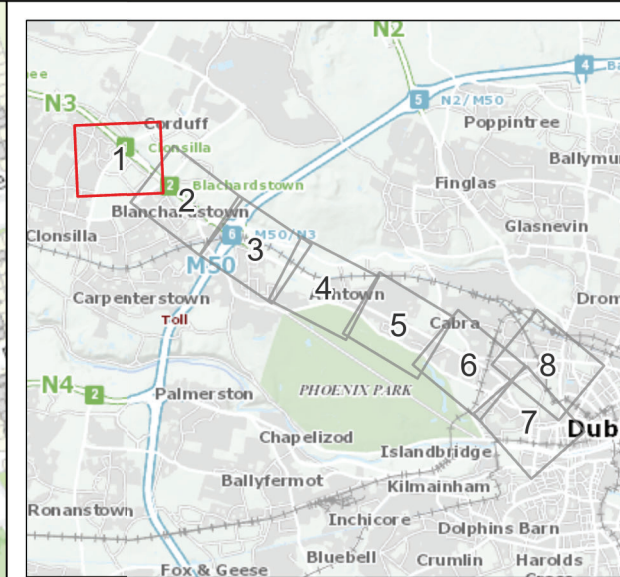 N2
4
N3
5 N2/M50
Corduff
Poppintree
Clonsilla
1
Ballymu
2 Blachardstown
Finglas
2
Blanchardstown
Glasnevin
Clonsilla
6 M50/N3
3
M50
4
Carpenterstown
Ashtown
Drom
Toll
5
Cabra
6
8
N4
2
PHOENIX PARK
Palmerston
7
Dub
Chapelizod
Islandbridge
Ballyfermot
Kilmainham
Ronanstown
Inchicore
Dolphins Barn
Bluebell
Crumlin
Harolds
Fox & Geese